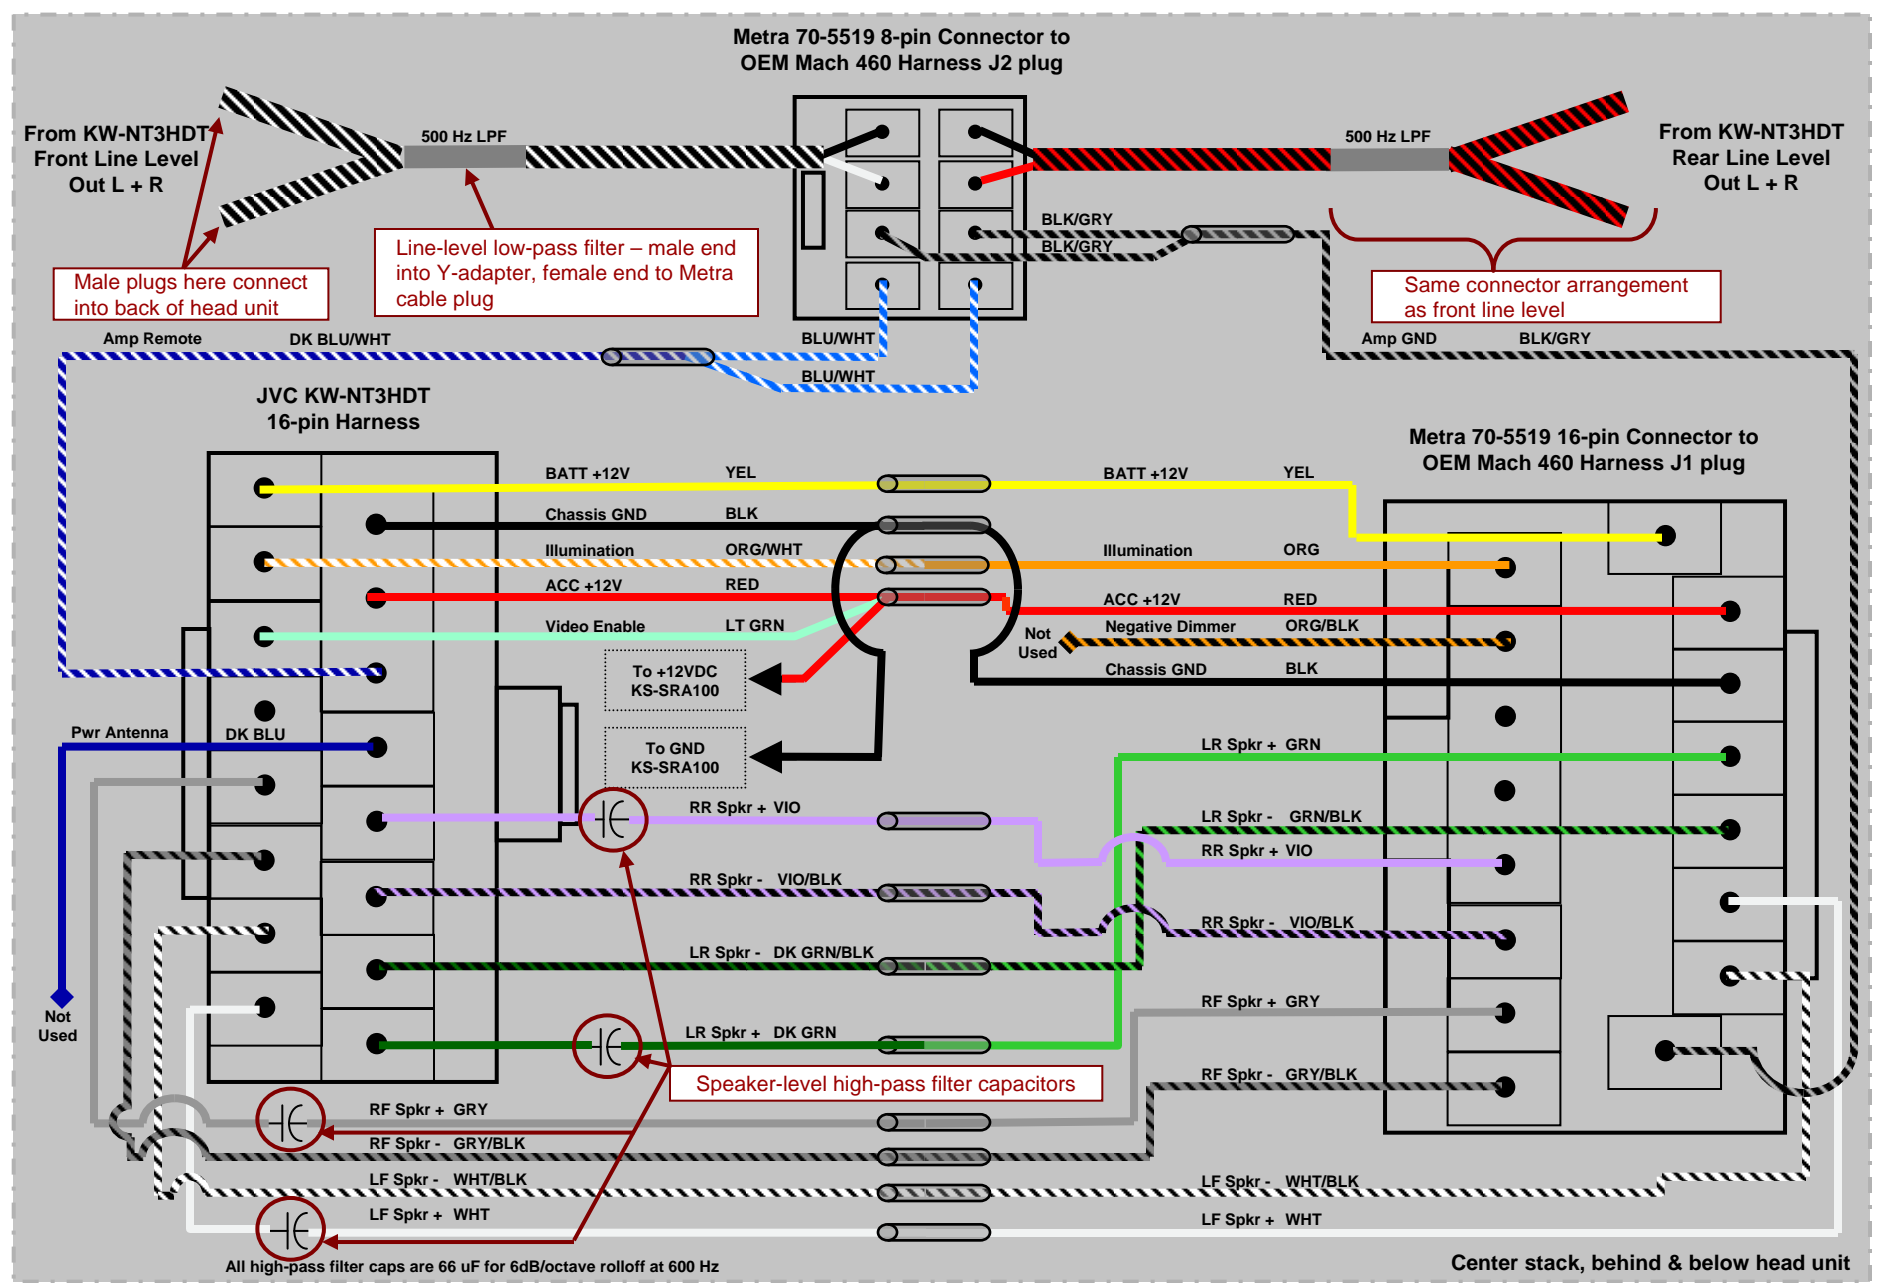 Metra 70-5519 8-pin Connector to
OEM Mach 460 Harness J2 plug
From KW-NT3HDT
Front Line Level
Out L + R
500 Hz LPF
500 Hz LPF
From KW-NT3HDT
Rear Line Level
Out L + R
BLK/GRY
BLK/GRY
Line-level low-pass filter – male end
into Y-adapter, female end to Metra
cable plug
Male plugs here connect
into back of head unit
Same connector arrangement
as front line level
Amp Remote DK BLU/WHT
BLU/WHT
BLU/WHT
Amp GND BLK/GRY
JVC KW-NT3HDT
16-pin Harness
Metra 70-5519 16-pin Connector to
OEM Mach 460 Harness J1 plug
BATT +12V YEL
BATT +12V YEL
Chassis GND BLK
Illumination ORG/WHT
Illumination ORG
ACC +12V RED
ACC +12V RED
Video Enable LT GRN
Not
Used
Negative Dimmer ORG/BLK
Chassis GND BLK
To +12VDC
KS-SRA100
Pwr Antenna DK BLU
To GND
KS-SRA100
LR Spkr + GRN
RR Spkr + VIO
LR Spkr - GRN/BLK
RR Spkr + VIO
RR Spkr - VIO/BLK
RR Spkr - VIO/BLK
LR Spkr - DK GRN/BLK
Not
Used
RF Spkr + GRY
LR Spkr + DK GRN
RF Spkr - GRY/BLK
Speaker-level high-pass filter capacitors
RF Spkr + GRY
RF Spkr - GRY/BLK
LF Spkr - WHT/BLK
LF Spkr - WHT/BLK
LF Spkr + WHT
LF Spkr + WHT
All high-pass filter caps are 66 uF for 6dB/octave rolloff at 600 Hz
Center stack, behind & below head unit